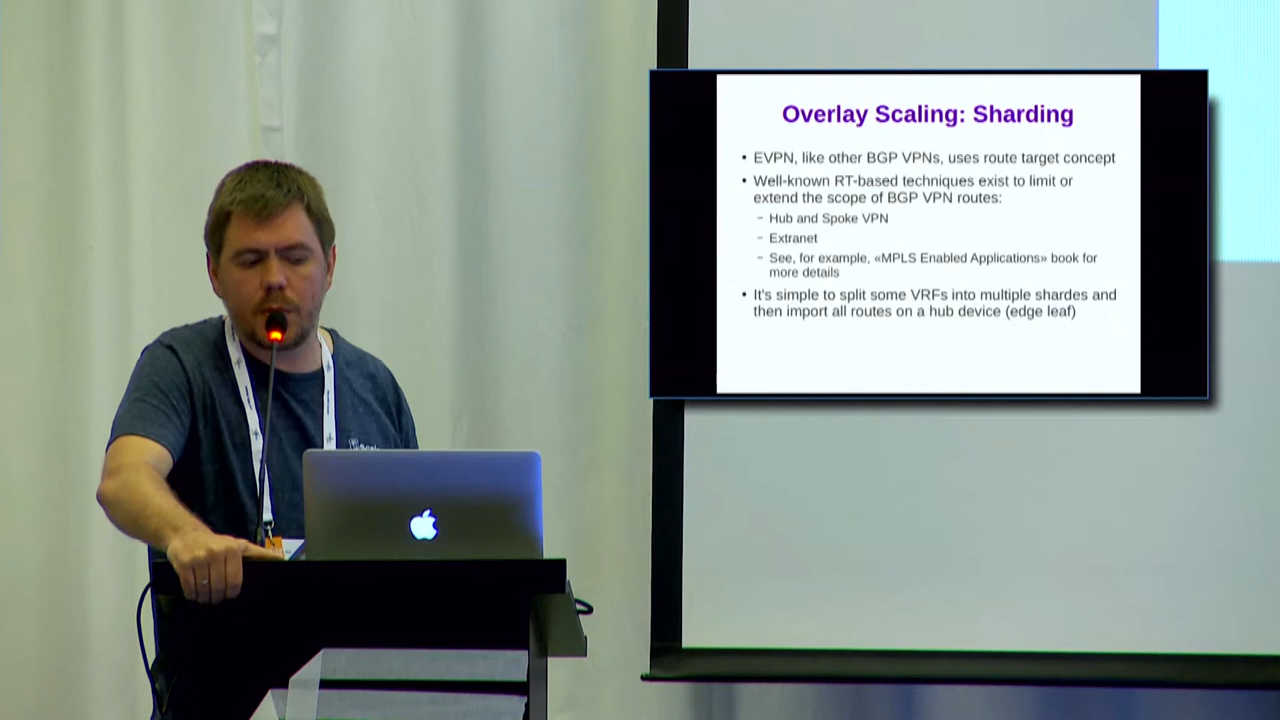 Overlay Scaling: Sharding
• EVPN, like other BGP VPNs, uses route target concept
• Well-known RT-based techniques exist to limit or
extend the scope of BGP VPN routes:
– Hub and Spoke VPN
– Extranet
– See, for example, «MPLS Enabled Applications» book for
more details
• It's simple to split some VRFs into multiple shardes and
then import all routes on a hub device (edge leaf)